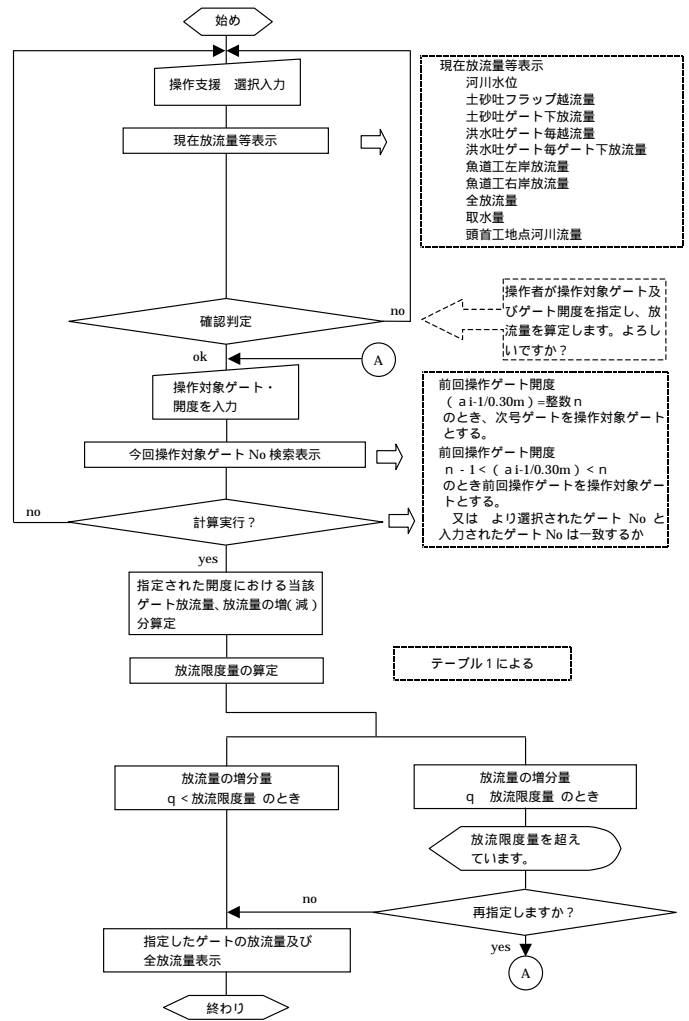 始め
操作支援　選択入力
現在放流量等表示
現在放流量等表示
河川水位
土砂吐フラップ越流量
土砂吐ゲート下放流量
洪水吐ゲート毎越流量
洪水吐ゲート毎ゲート下放流量
魚道工左岸放流量
魚道工右岸放流量
全放流量
取水量
頭首工地点河川流量
確認判定
no
操作者が操作対象ゲート及
びゲート開度を指定し、放
流量を算定します。よろし
いですか？
ok
A
操作対象ゲート・
開度を入力
前回操作ゲート開度
（ａi-1/0.30m）=整数ｎ
のとき、次号ゲートを操作対象ゲート
とする。
前回操作ゲート開度
ｎ - 1 <（ａi-1/0.30m）< ｎ
のとき前回操作ゲートを操作対象ゲー
トとする。
又は　より選択されたゲート No と
入力されたゲート No は一致するか
今回操作対象ゲート No 検索表示
no
計算実行？
yes
指定された開度における当該
ゲート放流量、放流量の増(減)
分算定
放流限度量の算定
テーブル１による
放流量の増分量
ｑ < 放流限度量 のとき
放流量の増分量
ｑ　放流限度量 のとき
放流限度量を超え
ています。
no
再指定しますか？
yes
A
指定したゲートの放流量及び
全放流量表示
終わり